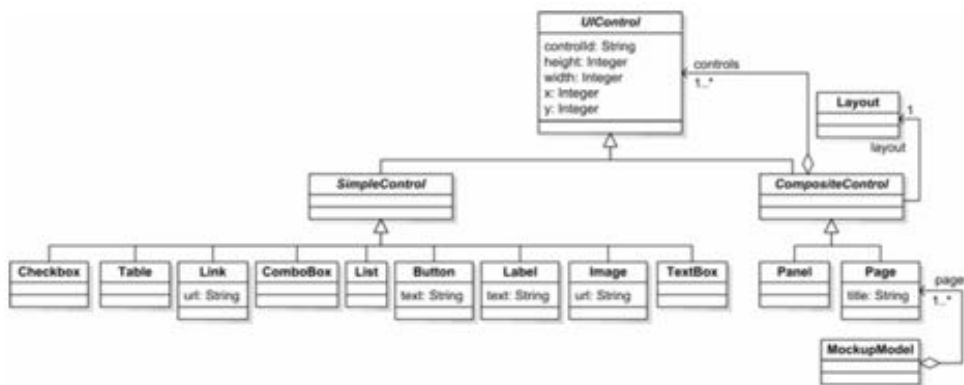 UIControl
controlId: String
height: Integer
width: Integer
x: Integer
y: Integer
controls
1..*
Layout
1
layout
SimpleControl
CompositeControl
Checkbox
Table
Link
url: String
ComboBox
List
Button
text: String
Label
text: String
Image
url: String
TextBox
Panel
Page
title: String
page
1..*
MockupModel